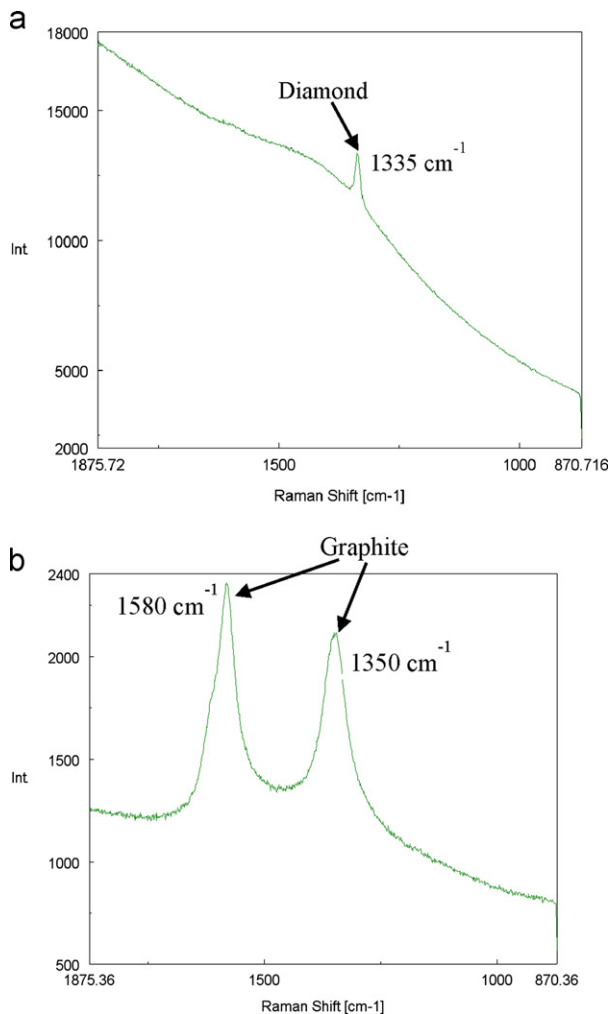 a
18000
15000
10000
5000
2000
Int
Diamond
1335 cm⁻¹
1875.72 1500 1000 870.716
Raman Shift [cm-1]
b
Graphite
2400
2000
1500
1000
500
Int
1580 cm⁻¹
1350 cm⁻¹
1875.36 1500 1000 870.36
Raman Shift [cm-1]